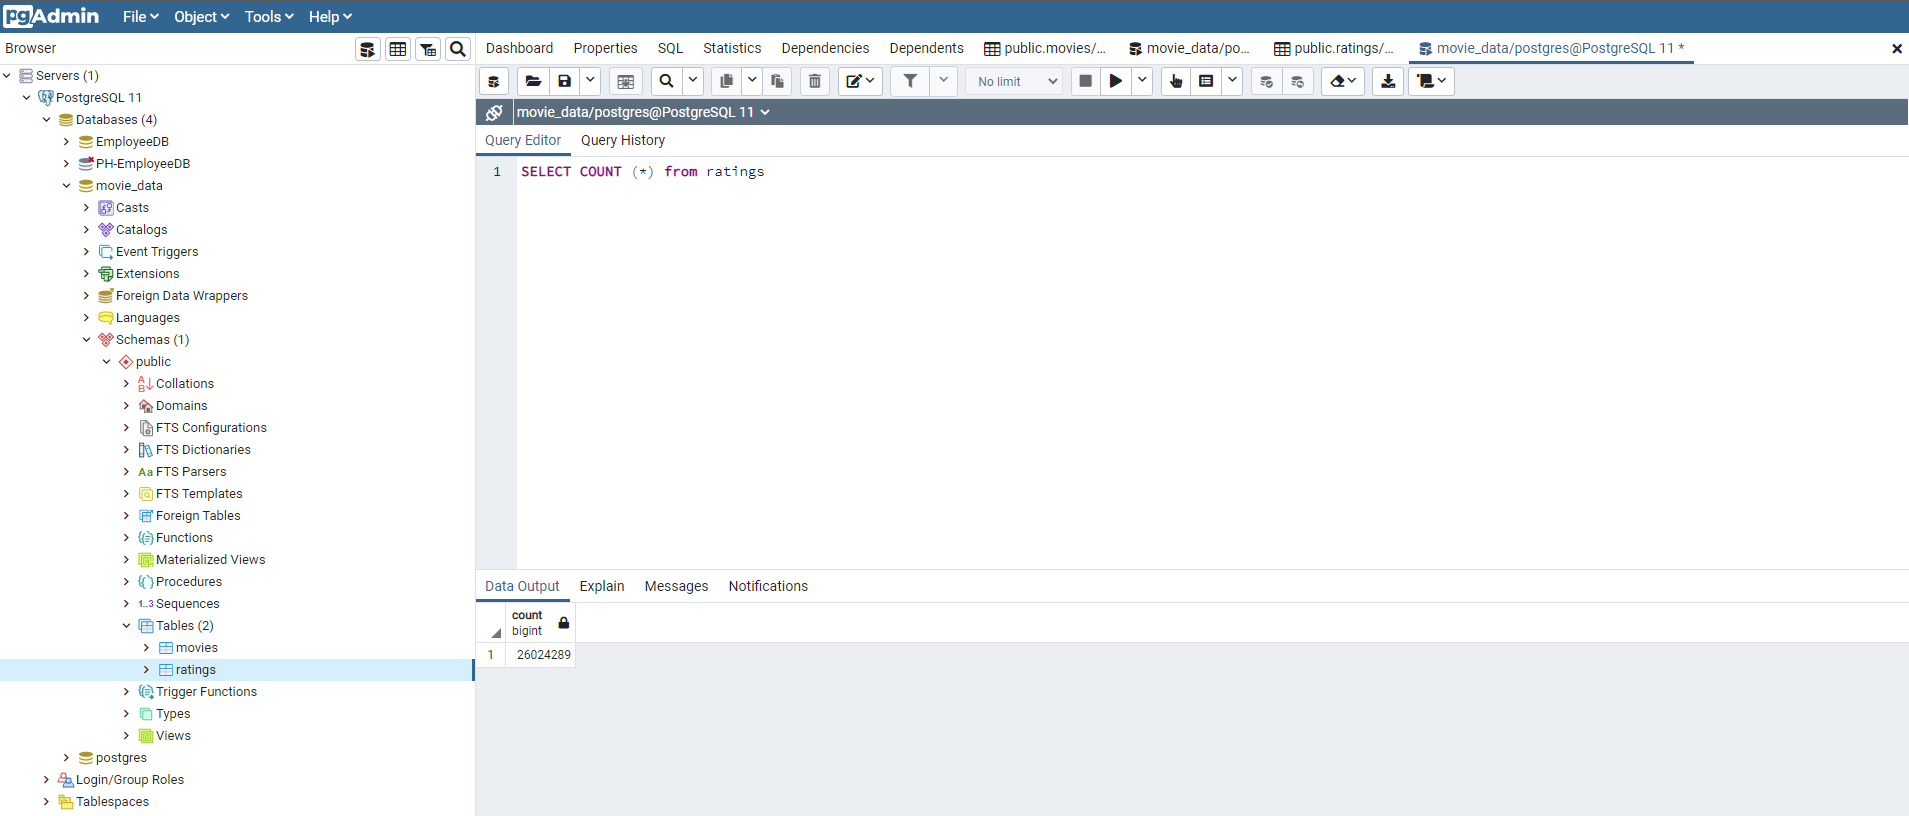 pgAdmin File Object Tools Help
Browser
Dashboard Properties SQL Statistics Dependencies Dependents public.movies/... movie_data/po... public.ratings/... movie_data/postgres@PostgreSQL 11 *
No limit
movie_data/postgres@PostgreSQL 11
Query Editor Query History
1 SELECT COUNT (*) from ratings
Servers (1)
PostgreSQL 11
Databases (4)
EmployeeDB
PH-EmployeeDB
movie_data
Casts
Catalogs
Event Triggers
Extensions
Foreign Data Wrappers
Languages
Schemas (1)
public
Collations
Domains
FTS Configurations
FTS Dictionaries
Aa FTS Parsers
FTS Templates
Foreign Tables
Functions
Materialized Views
Procedures
1..3 Sequences
Tables (2)
movies
ratings
Trigger Functions
Types
Views
postgres
Login/Group Roles
Tablespaces
Data Output Explain Messages Notifications
count
bigint
1 26024289